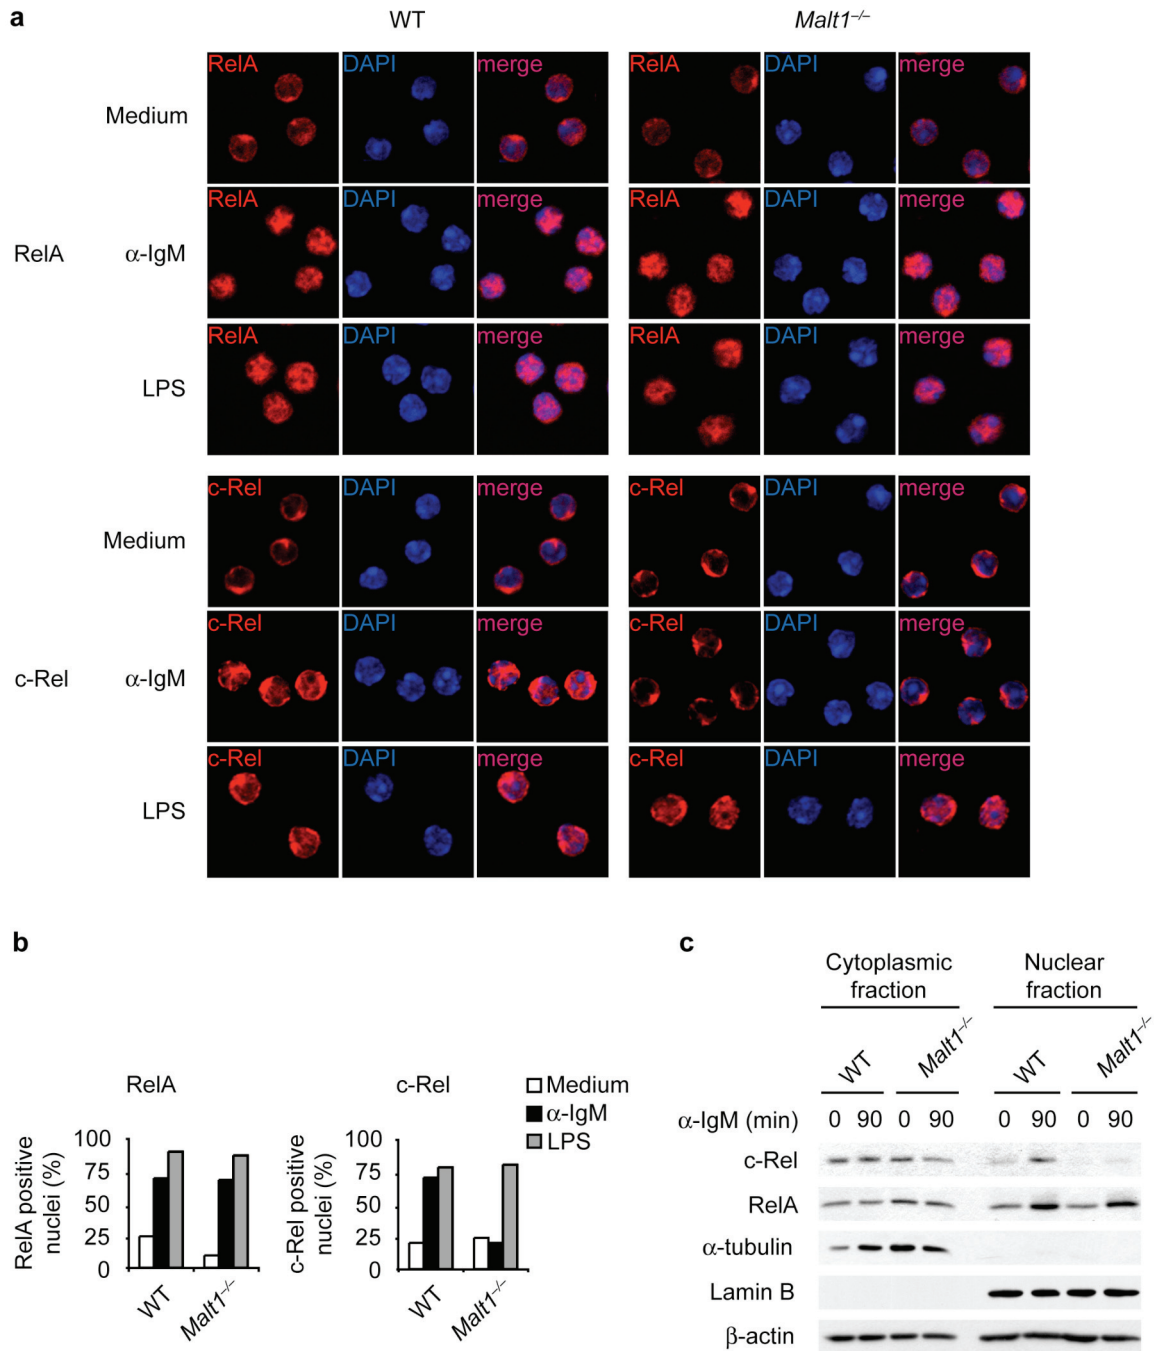 a
WT Malt1–/–
RelA DAPI merge RelA DAPI merge
Medium
RelA DAPI merge RelA DAPI merge
RelA α-IgM
RelA DAPI merge RelA DAPI merge
LPS
c-Rel DAPI merge c-Rel DAPI merge
Medium
c-Rel DAPI merge c-Rel DAPI merge
c-Rel α-IgM
c-Rel DAPI merge c-Rel DAPI merge
LPS
b
RelA
RelA positive
nuclei (%)
100
75
50
25
0
WT Malt1–/–
c-Rel
c-Rel positive
nuclei (%)
100
75
50
25
0
WT Malt1–/–
Medium
α-IgM
LPS
c
Cytoplasmic
fraction
Nuclear
fraction
WT Malt1–/– WT Malt1–/–
α-IgM (min) 0 90 0 90 0 90 0 90
c-Rel
RelA
α-tubulin
Lamin B
β-actin